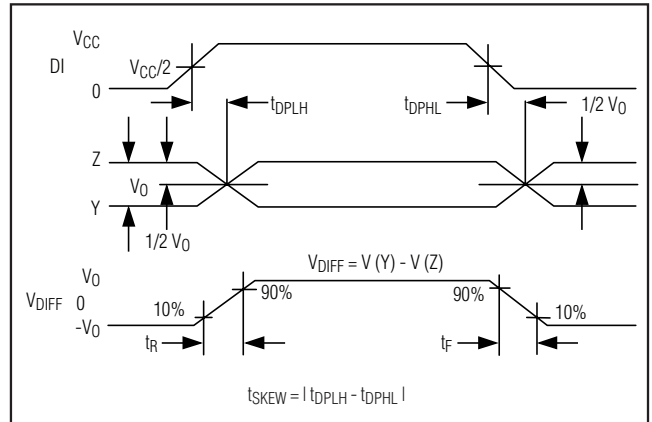 VCC
DI
VCC/2
0
tDPLH
tDPHL
1/2 VO
Z
VO
Y
1/2 VO
VDIFF = V (Y) - V (Z)
VO
VDIFF 0
-VO
10%
90%
90%
10%
tR
tF
tSKEW = | tDPLH - tDPHL |